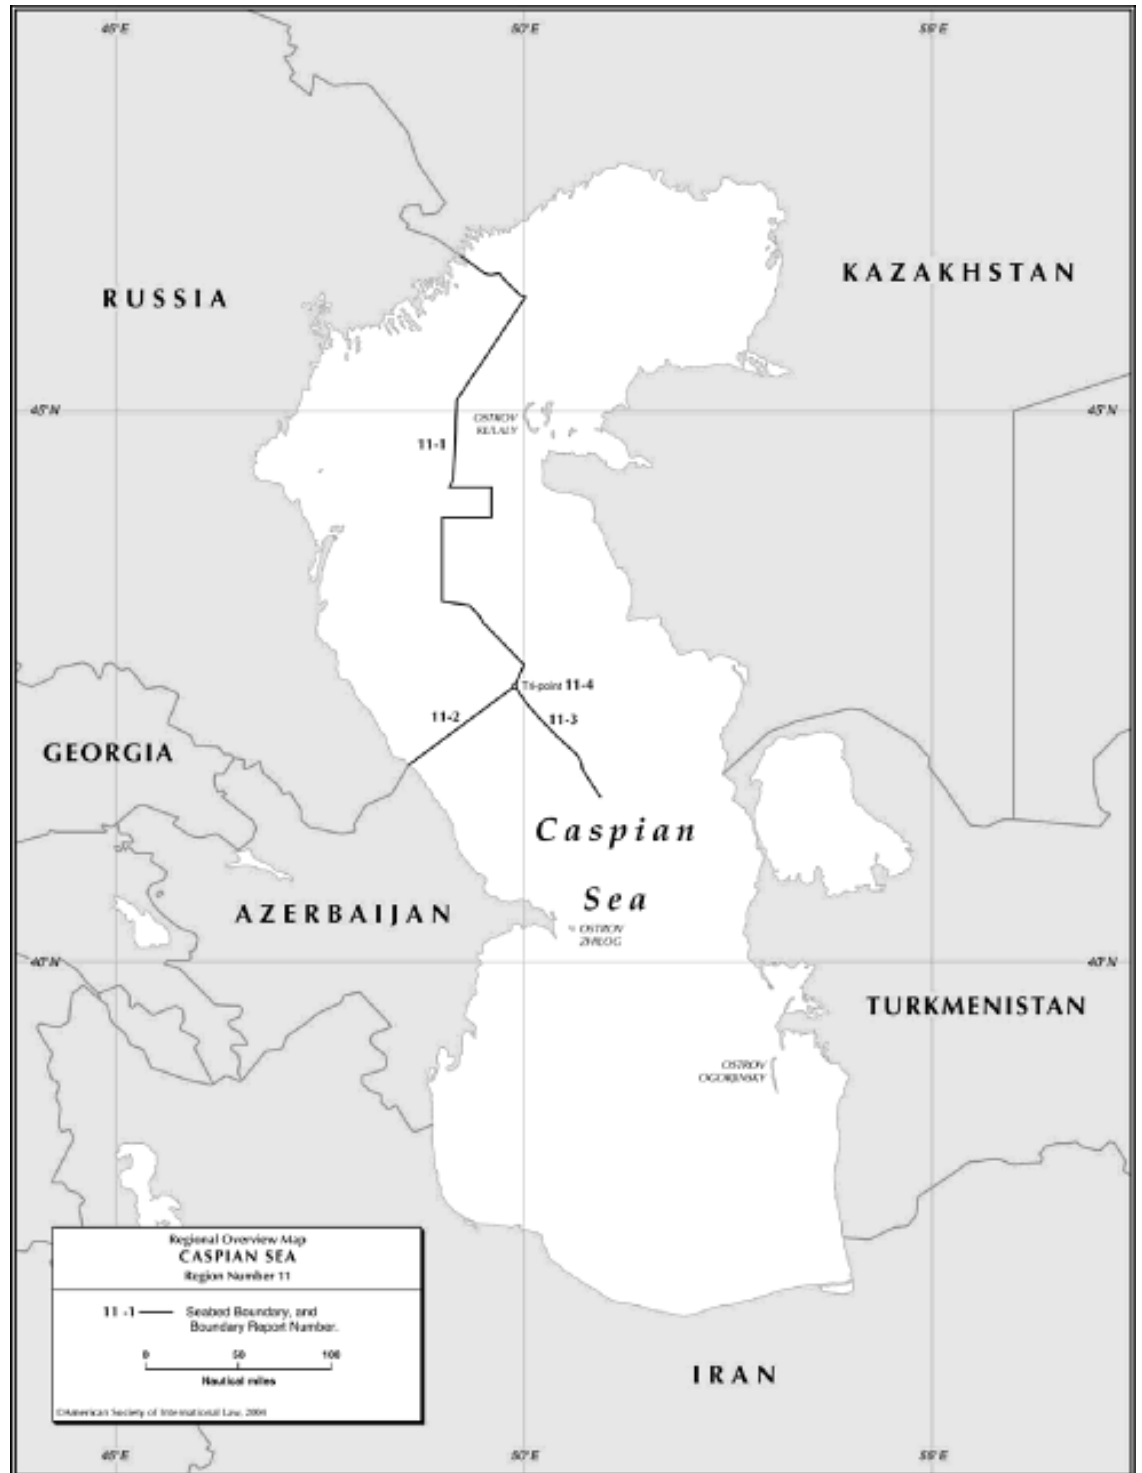 45°E 50°E 55°E
KAZAKHSTAN
RUSSIA
45°N 45°N
OSTROV
KULALY
11-1
Tri-point 11-4
11-2 11-3
GEORGIA
Caspian
Sea
AZERBAIJAN
OSTROV
ZHILOG
40°N 40°N
TURKMENISTAN
OSTROV
OGORJINSKY
Regional Overview Map
CASPIAN SEA
Region Number 11
11 -1 Seabed Boundary, and
Boundary Report Number.
0 50 100
Nautical miles
©American Society of International Law, 2004
IRAN
45°E 50°E 55°E